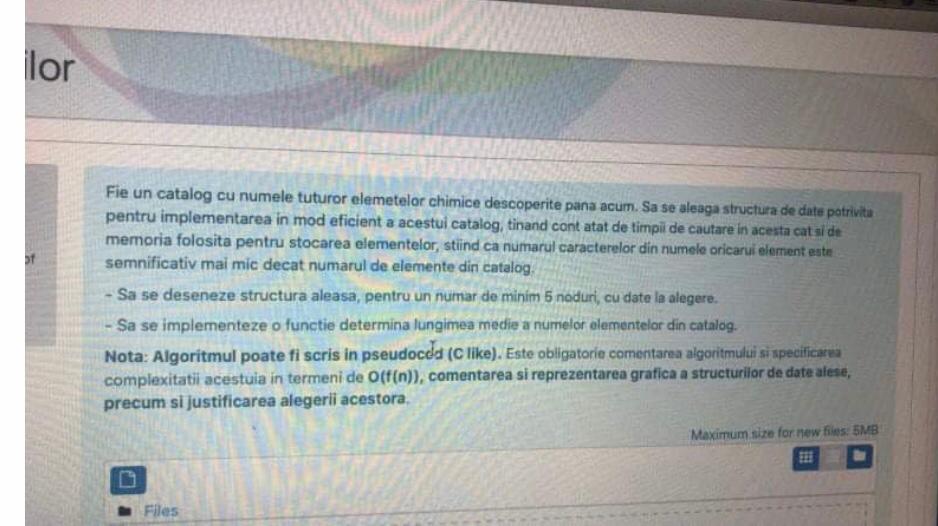 ilor
Fie un catalog cu numele tuturor elemetelor chimice descoperite pana acum. Sa se aleaga structura de date potrivita
pentru implementarea in mod eficient a acestui catalog, tinand cont atat de timpii de cautare in acesta cat si de
memoria folosita pentru stocarea elementelor, stiind ca numarul caracterelor din numele oricarui element este
semnificativ mai mic decat numarul de elemente din catalog.
of
- Sa se deseneze structura aleasa, pentru un numar de minim 5 noduri, cu date la alegere.
- Sa se implementeze o functie determina lungimea medie a numelor elementelor din catalog.
Nota: Algoritmul poate fi scris in pseudocod (C like). Este obligatorie comentarea algoritmului si specificarea
complexitatii acestuia in termeni de O(f(n)), comentarea si reprezentarea grafica a structurilor de date alese,
precum si justificarea alegerii acestora.
Maximum size for new files: 5MB
Files